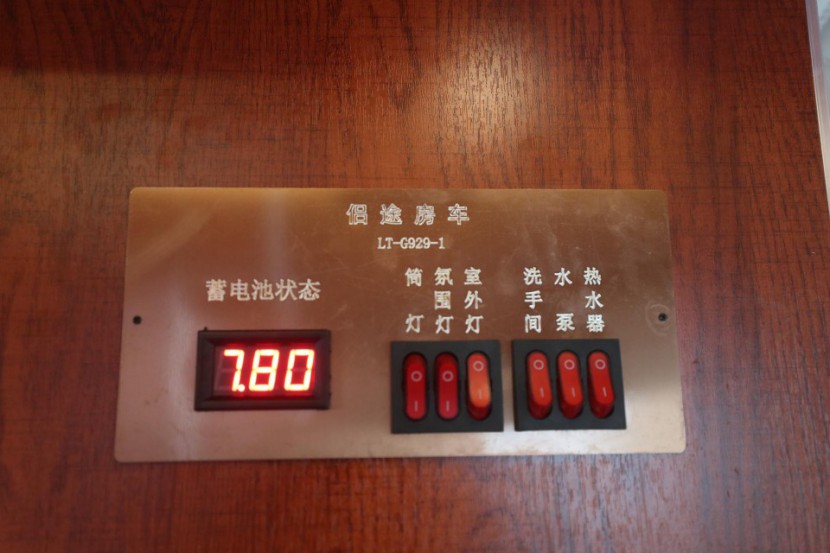 侣途房车
LT-G929-1
蓄电池状态
7.80
筒灯
氛围灯
室外灯
洗手间
水泵
热水器